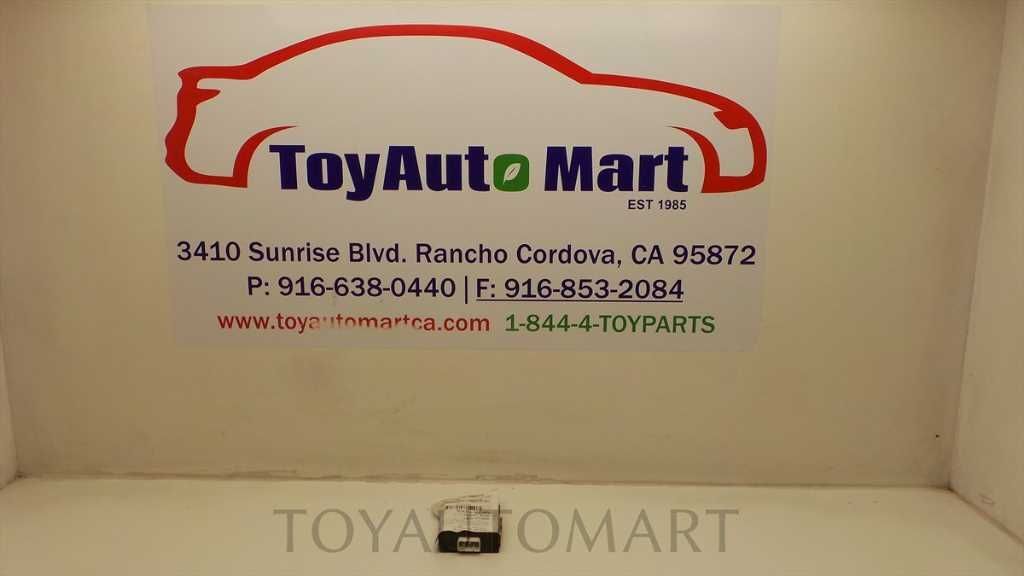 ToyAuto Mart
EST 1985
3410 Sunrise Blvd. Rancho Cordova, CA 95872
P: 916-638-0440 | F: 916-853-2084
www.toyautomartca.com 1-844-4-TOYPARTS
TOYAUTOMART